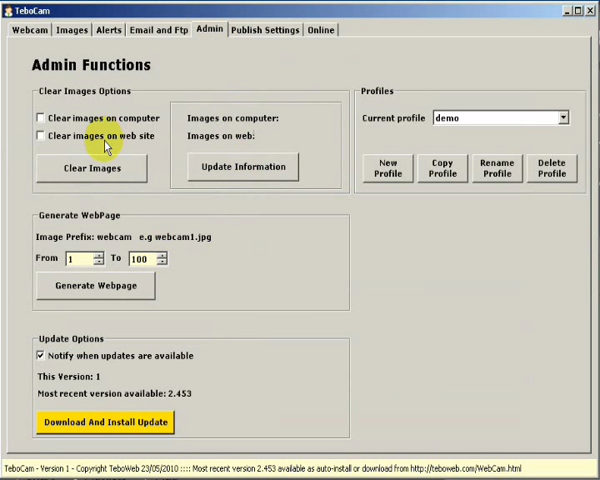 TeboCam
Webcam Images Alerts Email and Ftp Admin Publish Settings Online
Admin Functions
Clear Images Options
Clear images on computer
Clear images on web site
Clear Images
Images on computer:
Images on web:
Update Information
Profiles
Current profile demo
New Profile
Copy Profile
Rename Profile
Delete Profile
Generate WebPage
Image Prefix: webcam e.g webcam1.jpg
From 1 To 100
Generate Webpage
Update Options
Notify when updates are available
This Version: 1
Most recent version available: 2.453
Download And Install Update
TeboCam - Version 1 - Copyright TeboWeb 23/05/2010 :::: Most recent version 2.453 available as auto-install or download from http://teboweb.com/WebCam.html